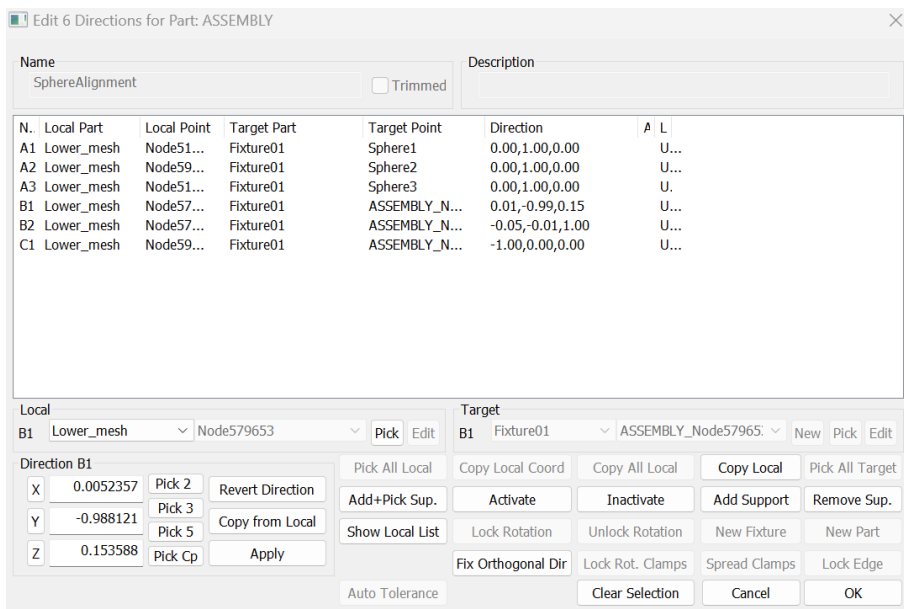 Edit 6 Directions for Part: ASSEMBLY
Name
SphereAlignment
Trimmed
Description
N.. Local Part Local Point Target Part Target Point Direction A L
A1 Lower_mesh Node51... Fixture01 Sphere1 0.00,1.00,0.00 U...
A2 Lower_mesh Node59... Fixture01 Sphere2 0.00,1.00,0.00 U...
A3 Lower_mesh Node51... Fixture01 Sphere3 0.00,1.00,0.00 U.
B1 Lower_mesh Node57... Fixture01 ASSEMBLY_N... 0.01,-0.99,0.15 U...
B2 Lower_mesh Node57... Fixture01 ASSEMBLY_N... -0.05,-0.01,1.00 U...
C1 Lower_mesh Node59... Fixture01 ASSEMBLY_N... -1.00,0.00,0.00 U...
Local
B1 Lower_mesh Node579653 Pick Edit
Target
B1 Fixture01 ASSEMBLY_Node57965: New Pick Edit
Direction B1
X 0.0052357
Y -0.988121
Z 0.153588
Pick 2
Pick 3
Pick 5
Pick Cp
Revert Direction
Copy from Local
Apply
Pick All Local Copy Local Coord Copy All Local Copy Local Pick All Target
Add+Pick Sup. Activate Inactivate Add Support Remove Sup.
Show Local List Lock Rotation Unlock Rotation New Fixture New Part
Fix Orthogonal Dir Lock Rot. Clamps Spread Clamps Lock Edge
Auto Tolerance Clear Selection Cancel OK